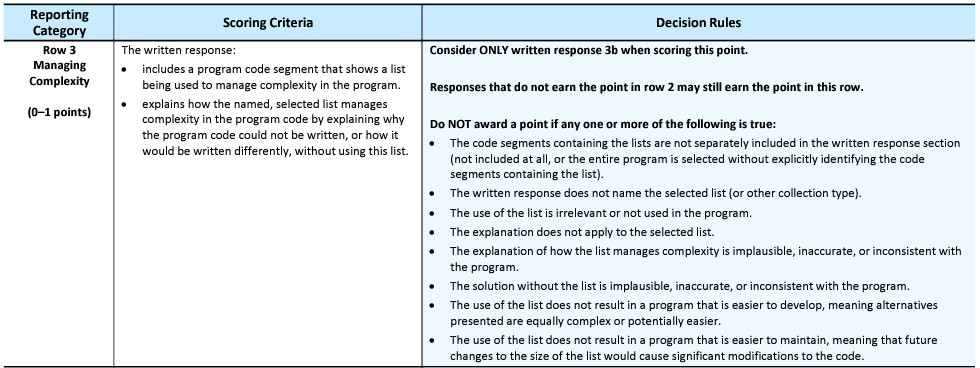 Reporting
Category
Scoring Criteria
Decision Rules
Row 3
Managing
Complexity
(0–1 points)
The written response:
• includes a program code segment that shows a list
being used to manage complexity in the program.
• explains how the named, selected list manages
complexity in the program code by explaining why
the program code could not be written, or how it
would be written differently, without using this list.
Consider ONLY written response 3b when scoring this point.
Responses that do not earn the point in row 2 may still earn the point in this row.
Do NOT award a point if any one or more of the following is true:
• The code segments containing the lists are not separately included in the written response section
(not included at all, or the entire program is selected without explicitly identifying the code
segments containing the list).
• The written response does not name the selected list (or other collection type).
• The use of the list is irrelevant or not used in the program.
• The explanation does not apply to the selected list.
• The explanation of how the list manages complexity is implausible, inaccurate, or inconsistent with
the program.
• The solution without the list is implausible, inaccurate, or inconsistent with the program.
• The use of the list does not result in a program that is easier to develop, meaning alternatives
presented are equally complex or potentially easier.
• The use of the list does not result in a program that is easier to maintain, meaning that future
changes to the size of the list would cause significant modifications to the code.